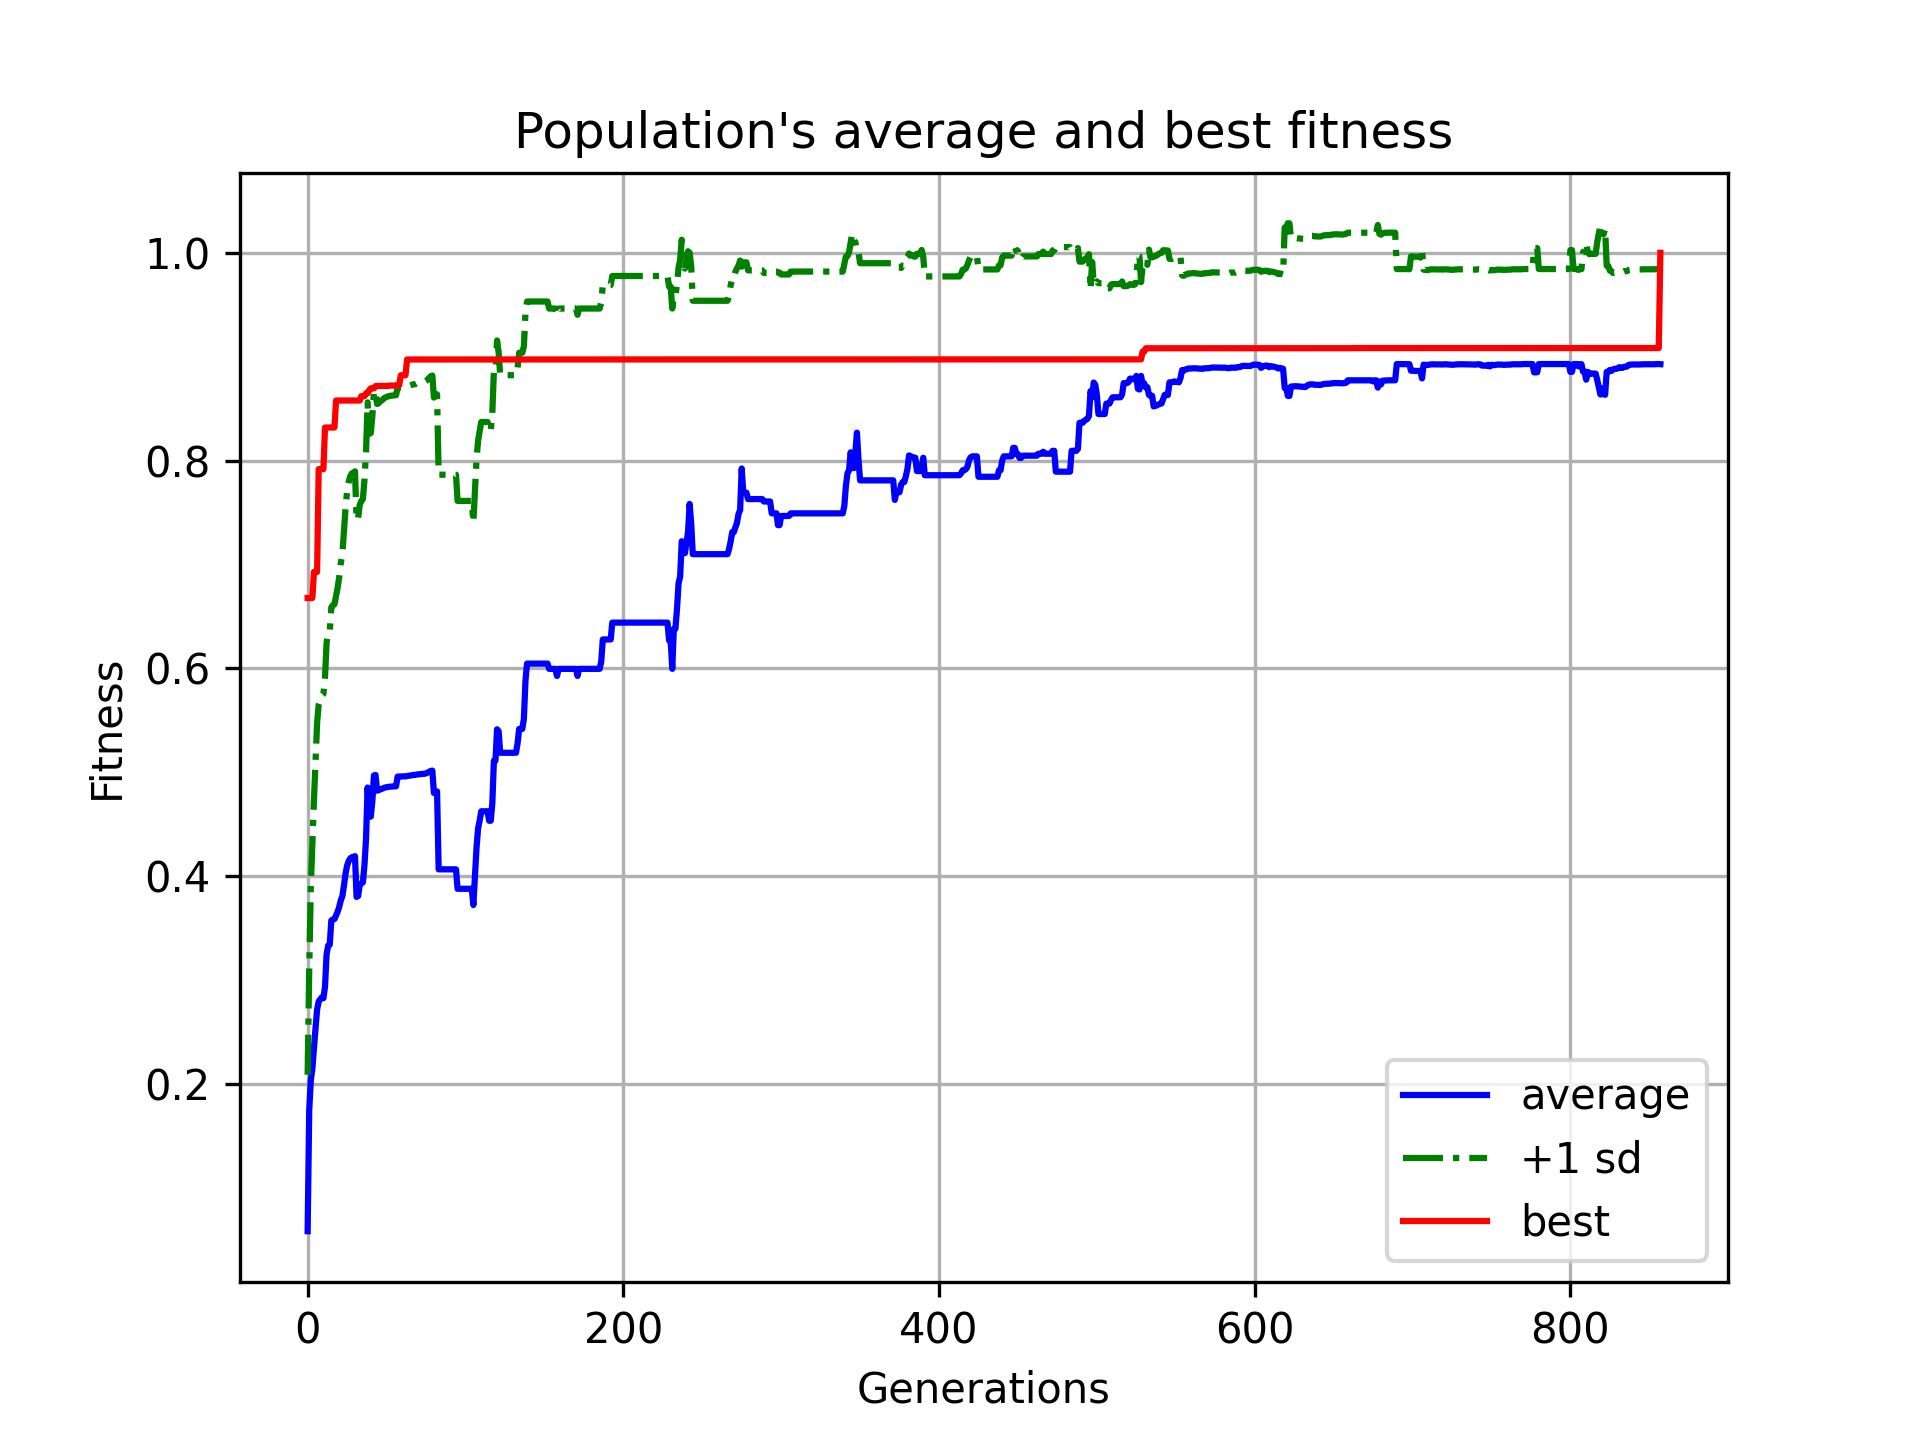 Population's average and best fitness
Fitness
1.0
0.8
0.6
0.4
0.2
average
+1 sd
best
0 200 400 600 800
Generations